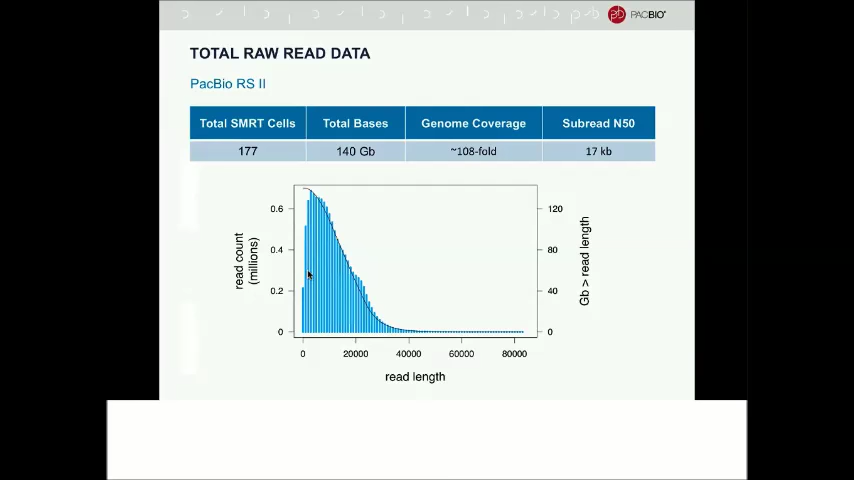 PACBIO
TOTAL RAW READ DATA
PacBio RS II
Total SMRT Cells Total Bases Genome Coverage Subread N50
177 140 Gb ~108-fold 17 kb
0.6
0.4
0.2
0
read count
(millions)
120
80
40
0
Gb > read length
0 20000 40000 60000 80000
read length